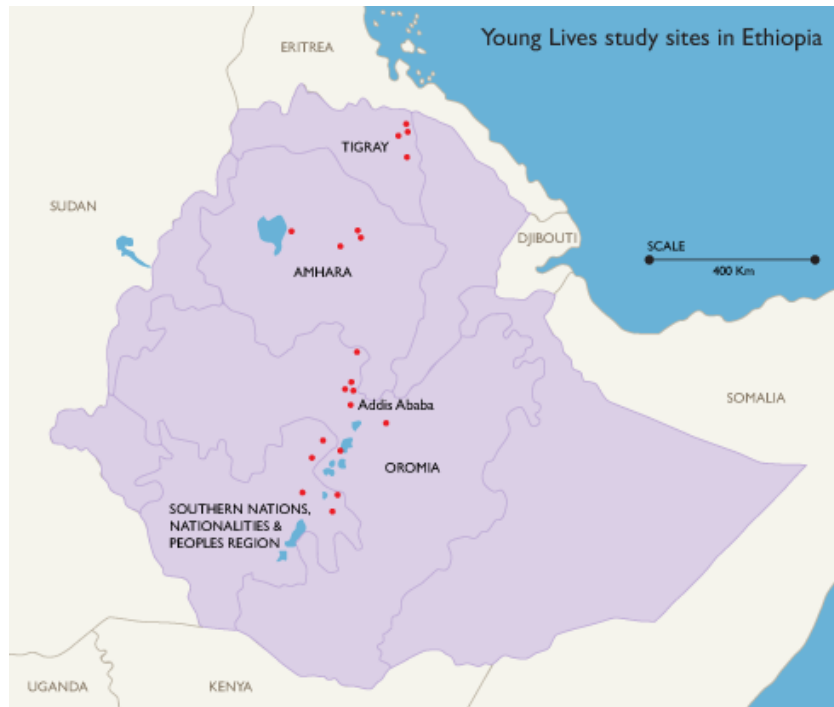 Young Lives study sites in Ethiopia
ERITREA
TIGRAY
SUDAN
DJIBOUTI
SCALE
400 Km
AMHARA
SOMALIA
Addis Ababa
OROMIA
SOUTHERN NATIONS,
NATIONALITIES &
PEOPLES REGION
UGANDA
KENYA